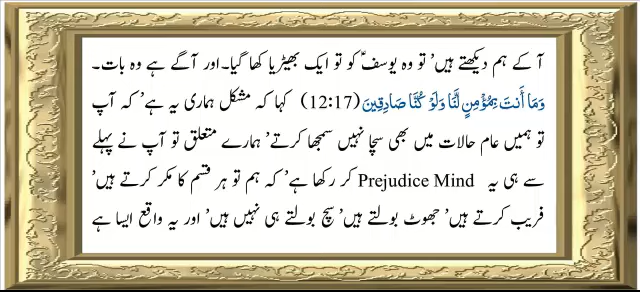 آ کے ہم دیکھتے ہیں’ تو وہ یوسفؑ کو تو ایک بھیڑیا کھا گیا۔ اور آگے ہے وہ بات۔
وَمَا أَنتَ بِمُؤْمِنٍ لَّنَا وَلَوْ كُنَّا صَادِقِينَ (12:17) کہا کہ مشکل ہماری یہ ہے’ کہ آپ
تو ہمیں عام حالات میں بھی سچا نہیں سمجھا کرتے’ ہمارے متعلق تو آپ نے پہلے
سے ہی یہ Prejudice Mind کر رکھا ہے’ کہ ہم تو ہر قسم کا مکر کرتے ہیں’
فریب کرتے ہیں’ جھوٹ بولتے ہیں’ سچ بولتے ہی نہیں ہیں’ اور یہ واقع ایسا ہے